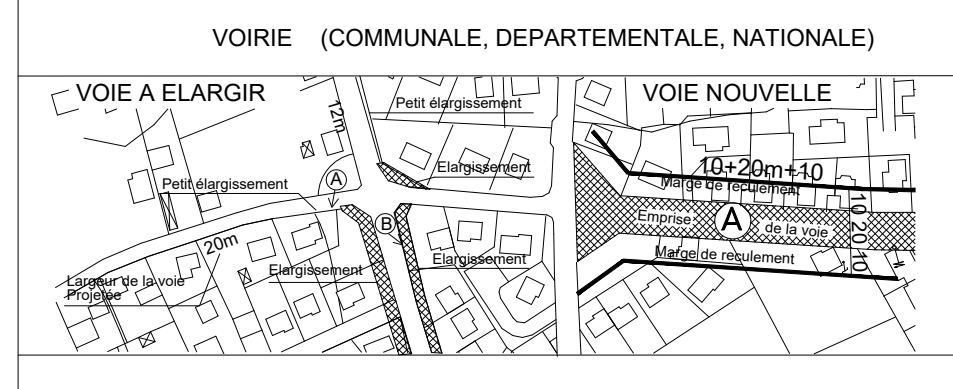 VOIRIE (COMMUNALE, DEPARTEMENTALE, NATIONALE)
VOIE A ELARGIR
12m
Petit élargissement
Elargissement
Petit élargissement
A
B
20m
Largeur de la voie
Projetée
Elargissement
Elargissement
VOIE NOUVELLE
10+20m+10
Marge de reculement
Emprise
A
de la voie
10 20 10
Marge de reculement